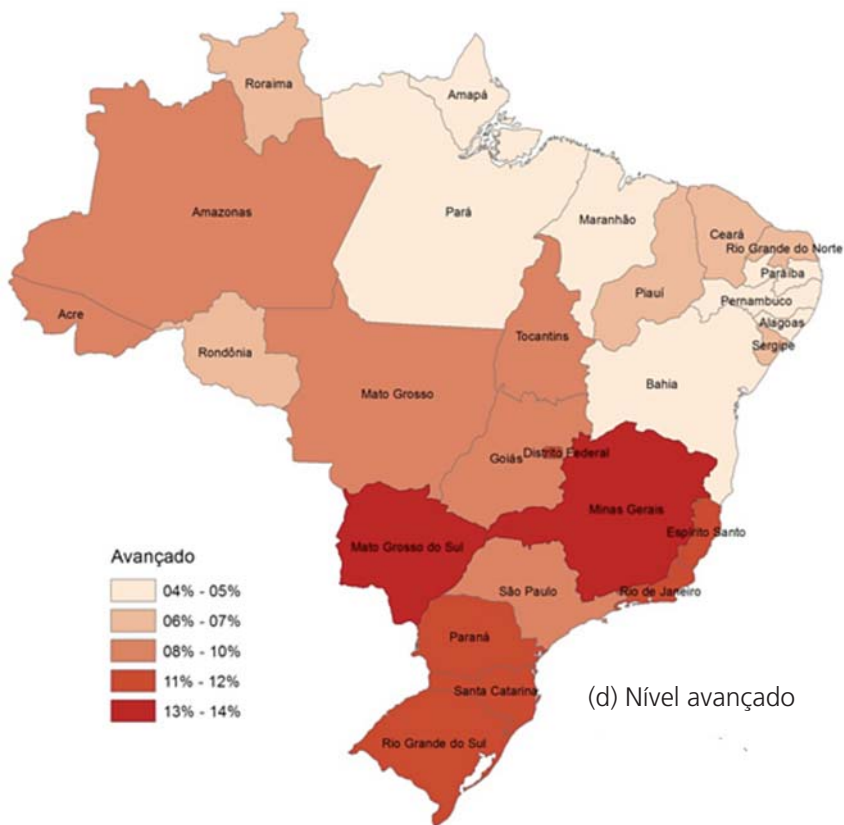 Roraima
Amapá
Amazonas
Pará
Maranhão
Ceará
Rio Grande do Norte
Paraíba
Piauí
Pernambuco
Acre
Alagoas
Tocantins
Sergipe
Rondônia
Bahia
Mato Grosso
Goiás
Distrito Federal
Minas Gerais
Espírito Santo
Mato Grosso do Sul
São Paulo
Rio de Janeiro
Paraná
Santa Catarina
Rio Grande do Sul
Avançado
04% - 05%
06% - 07%
08% - 10%
11% - 12%
13% - 14%
(d) Nível avançado